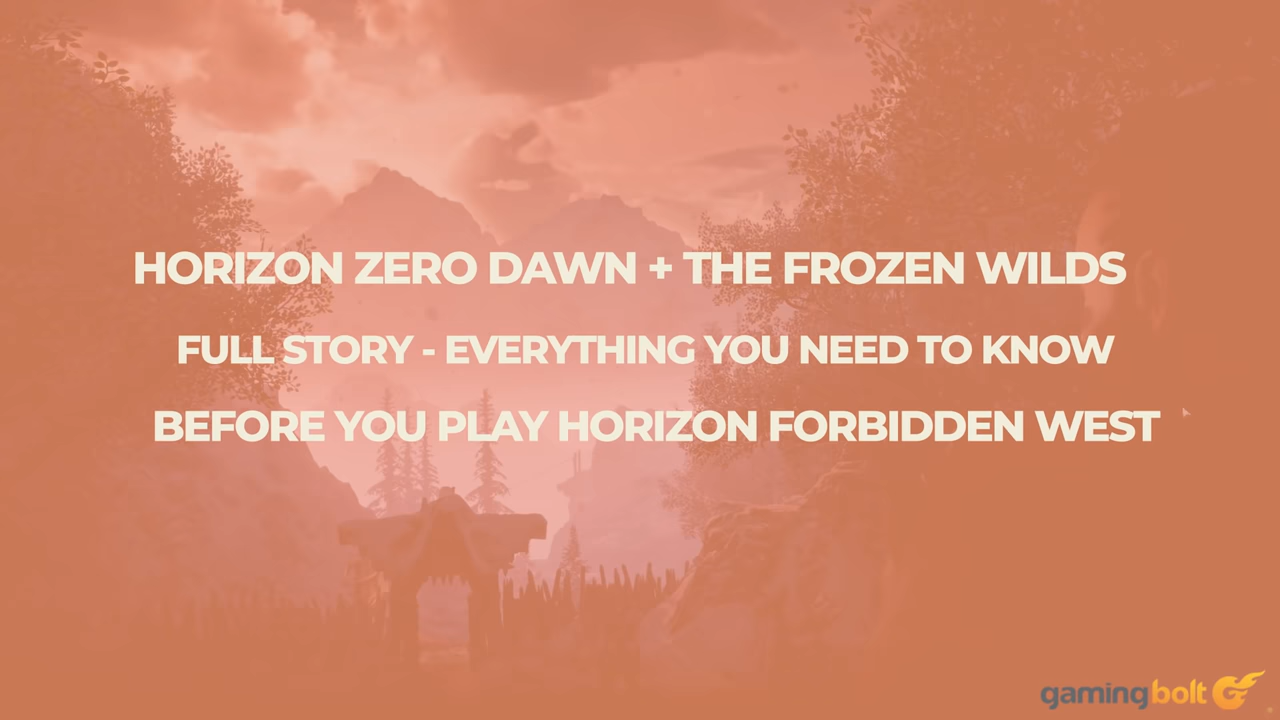 HORIZON ZERO DAWN + THE FROZEN WILDS
FULL STORY - EVERYTHING YOU NEED TO KNOW
BEFORE YOU PLAY HORIZON FORBIDDEN WEST
gamingbolt